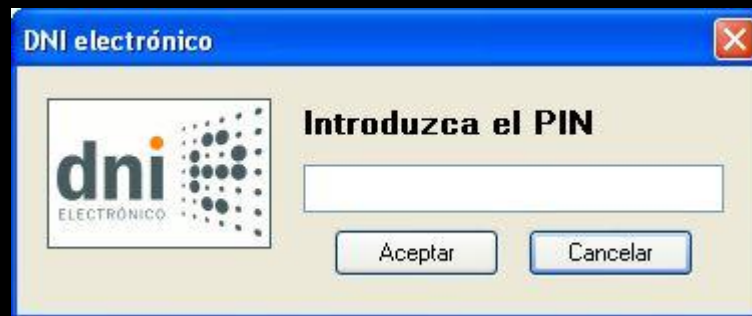 DNI electrónico
Introduzca el PIN
dni
ELECTRÓNICO
Aceptar
Cancelar